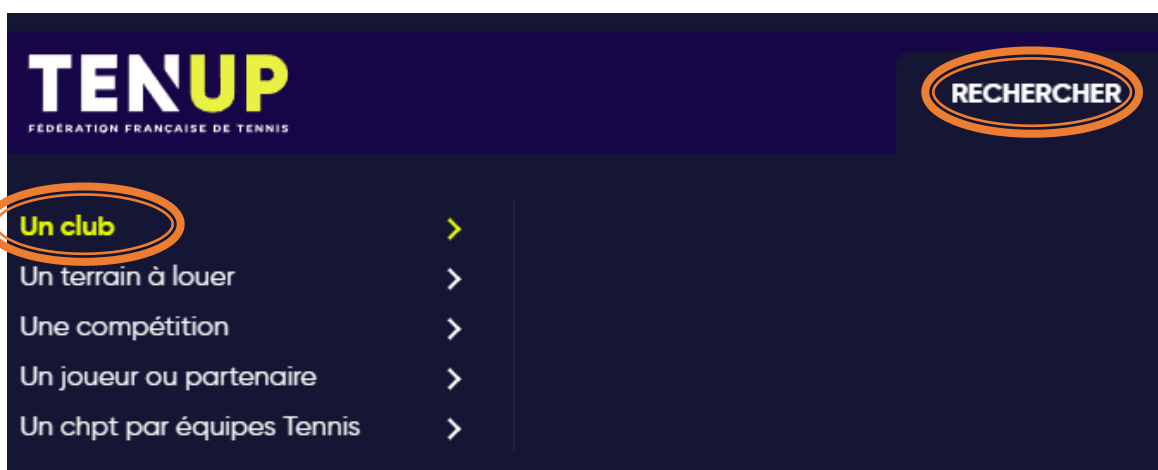 TENUP
FÉDÉRATION FRANÇAISE DE TENNIS
RECHERCHER
Un club
Un terrain à louer
Une compétition
Un joueur ou partenaire
Un chpt par équipes Tennis